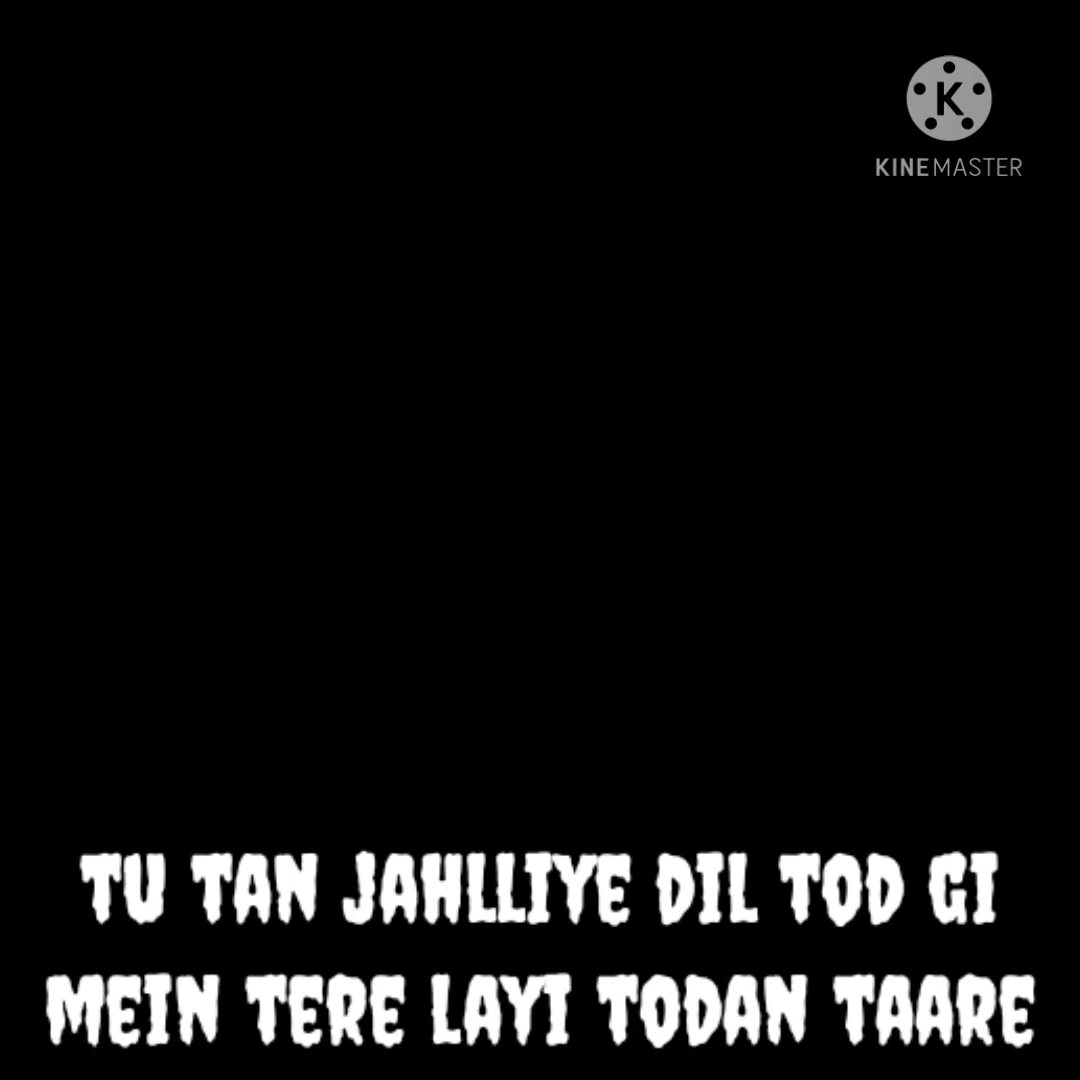 K
KINEMASTER
TU TAN JAHLLIYE DIL TOD GI
MEIN TERE LAYI TODAN TAARE